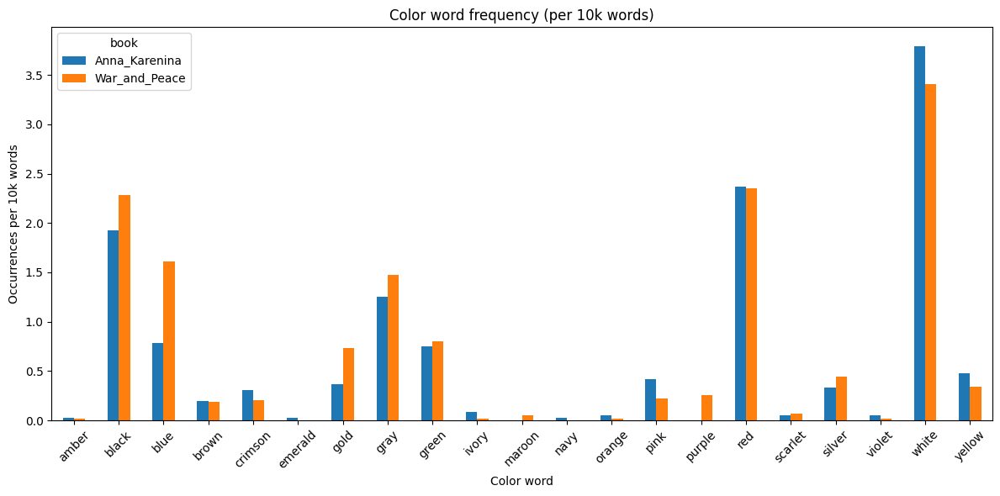 Color word frequency (per 10k words)
book
Anna_Karenina
War_and_Peace
Occurrences per 10k words
3.5
3.0
2.5
2.0
1.5
1.0
0.5
0.0
amber
black
blue
brown
crimson
emerald
gold
gray
green
ivory
maroon
navy
orange
pink
purple
red
scarlet
silver
violet
white
yellow
Color word